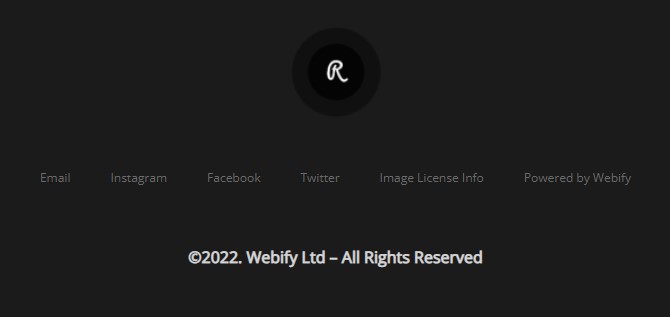 R
Email Instagram Facebook Twitter Image License Info Powered by Webify
©2022. Webify Ltd – All Rights Reserved